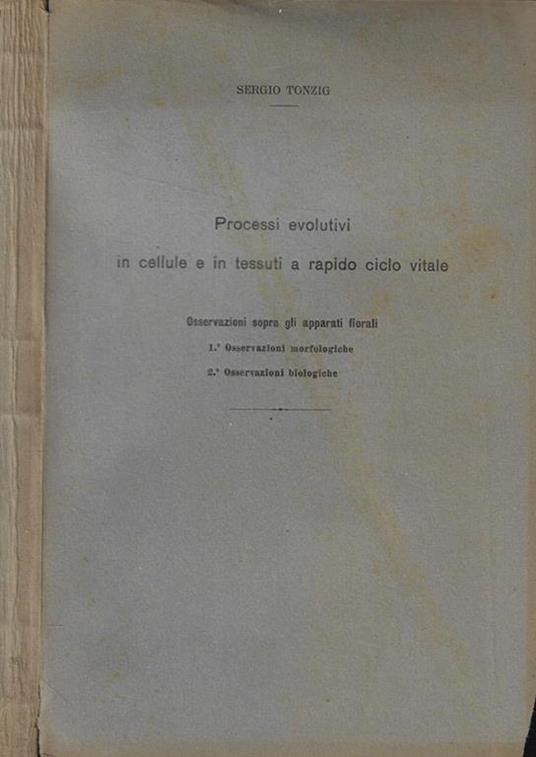 SERGIO TONZIG
Processi evolutivi
in cellule e in tessuti a rapido ciclo vitale
Osservazioni sopra gli apparati fiorali
1.° Osservazioni morfologiche
2.° Osservazioni biologiche